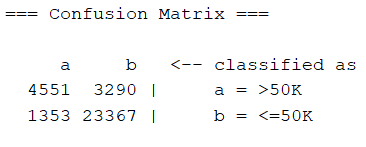 === Confusion Matrix ===
a b <-- classified as
4551 3290 | a = >50K
1353 23367 | b = <=50K